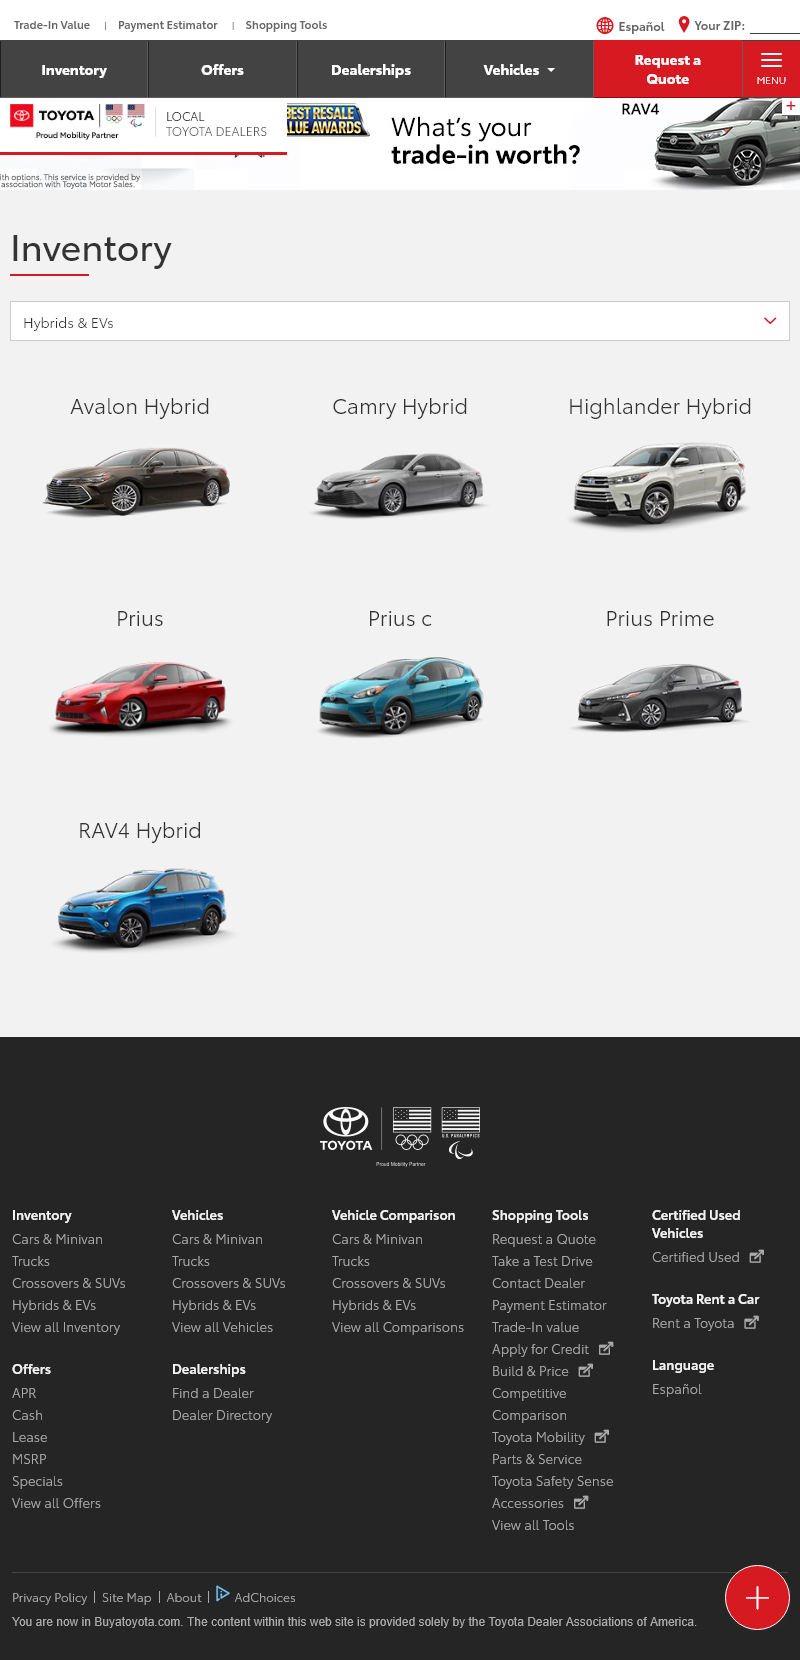 Trade-In Value | Payment Estimator | Shopping Tools
Español Your ZIP:
Inventory Offers Dealerships Vehicles Request a Quote MENU
TOYOTA
Proud Mobility Partner
LOCAL
TOYOTA DEALERS
BEST RESALE
VALUE AWARDS
What's your
trade-in worth?
RAV4
with options. This service is provided by
association with Toyota Motor Sales.
Inventory
Hybrids & EVs
Avalon Hybrid Camry Hybrid Highlander Hybrid
Prius Prius c Prius Prime
RAV4 Hybrid
TOYOTA
U.S. PARALYMPICS
Proud Mobility Partner
Inventory
Cars & Minivan
Trucks
Crossovers & SUVs
Hybrids & EVs
View all Inventory
Offers
APR
Cash
Lease
MSRP
Specials
View all Offers
Vehicles
Cars & Minivan
Trucks
Crossovers & SUVs
Hybrids & EVs
View all Vehicles
Dealerships
Find a Dealer
Dealer Directory
Vehicle Comparison
Cars & Minivan
Trucks
Crossovers & SUVs
Hybrids & EVs
View all Comparisons
Shopping Tools
Request a Quote
Take a Test Drive
Contact Dealer
Payment Estimator
Trade-In value
Apply for Credit
Build & Price
Competitive
Comparison
Toyota Mobility
Parts & Service
Toyota Safety Sense
Accessories
View all Tools
Certified Used
Vehicles
Certified Used
Toyota Rent a Car
Rent a Toyota
Language
Español
Privacy Policy | Site Map | About | AdChoices
You are now in Buyatoyota.com. The content within this web site is provided solely by the Toyota Dealer Associations of America.